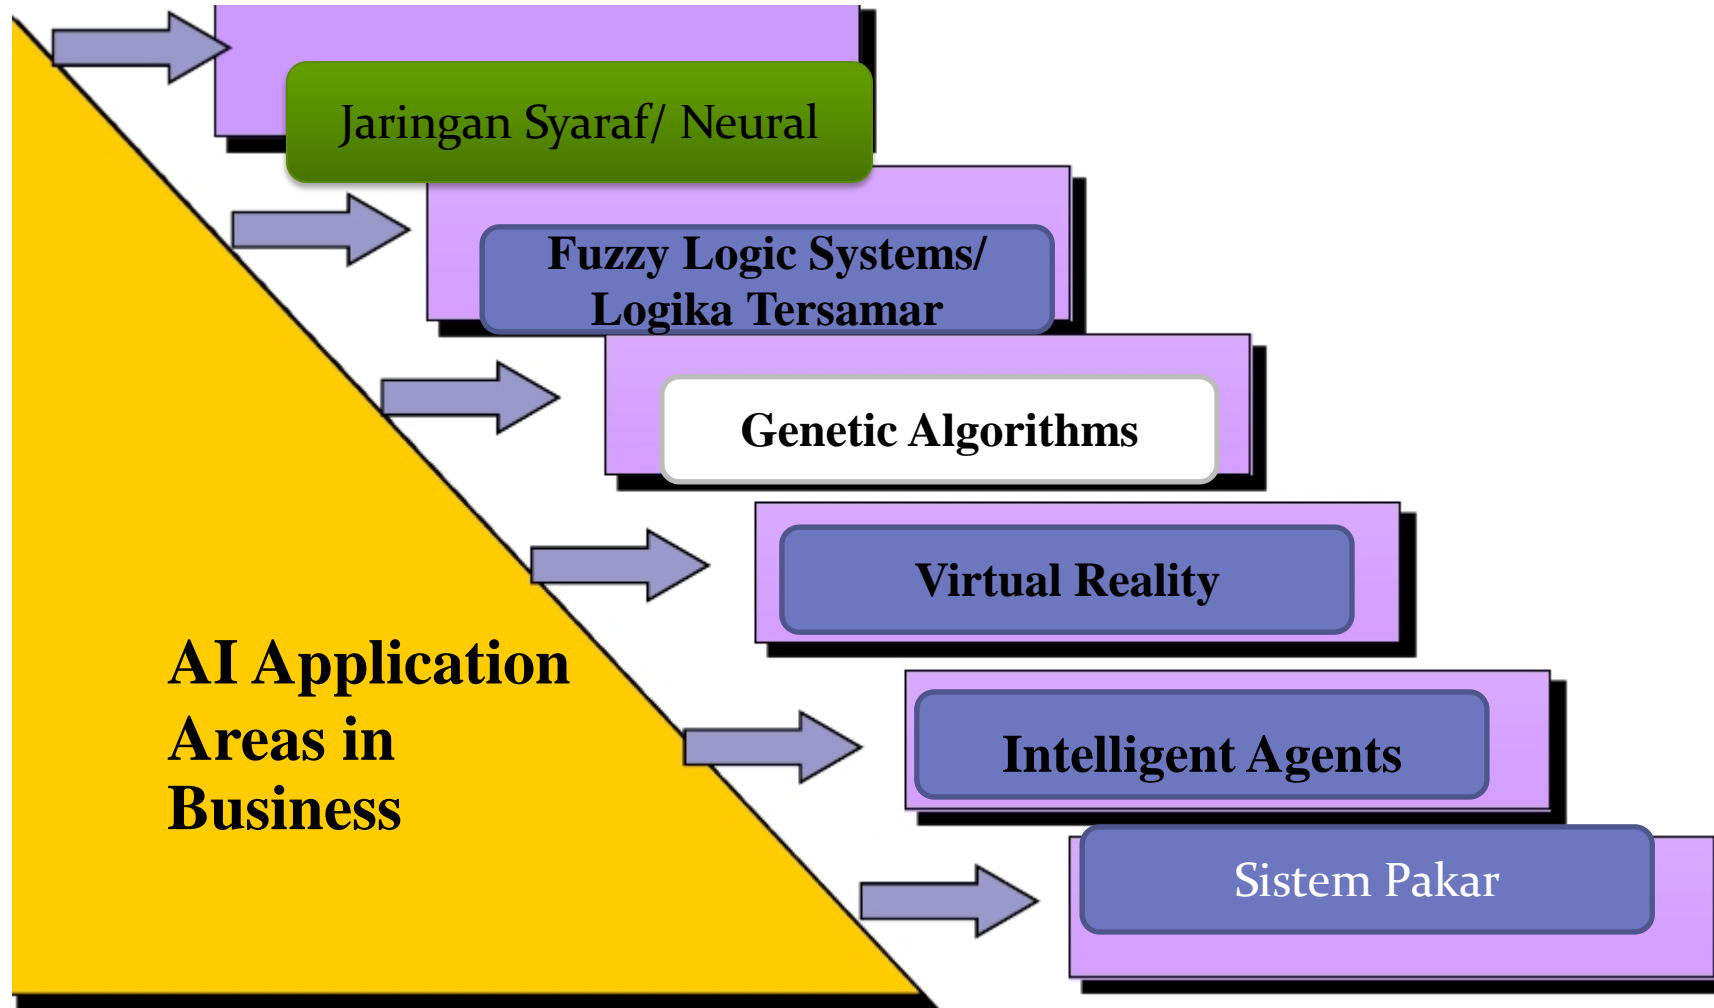 Jaringan Syaraf/ Neural
Fuzzy Logic Systems/
Logika Tersamar
Genetic Algorithms
Virtual Reality
AI Application
Areas in
Business
Intelligent Agents
Sistem Pakar